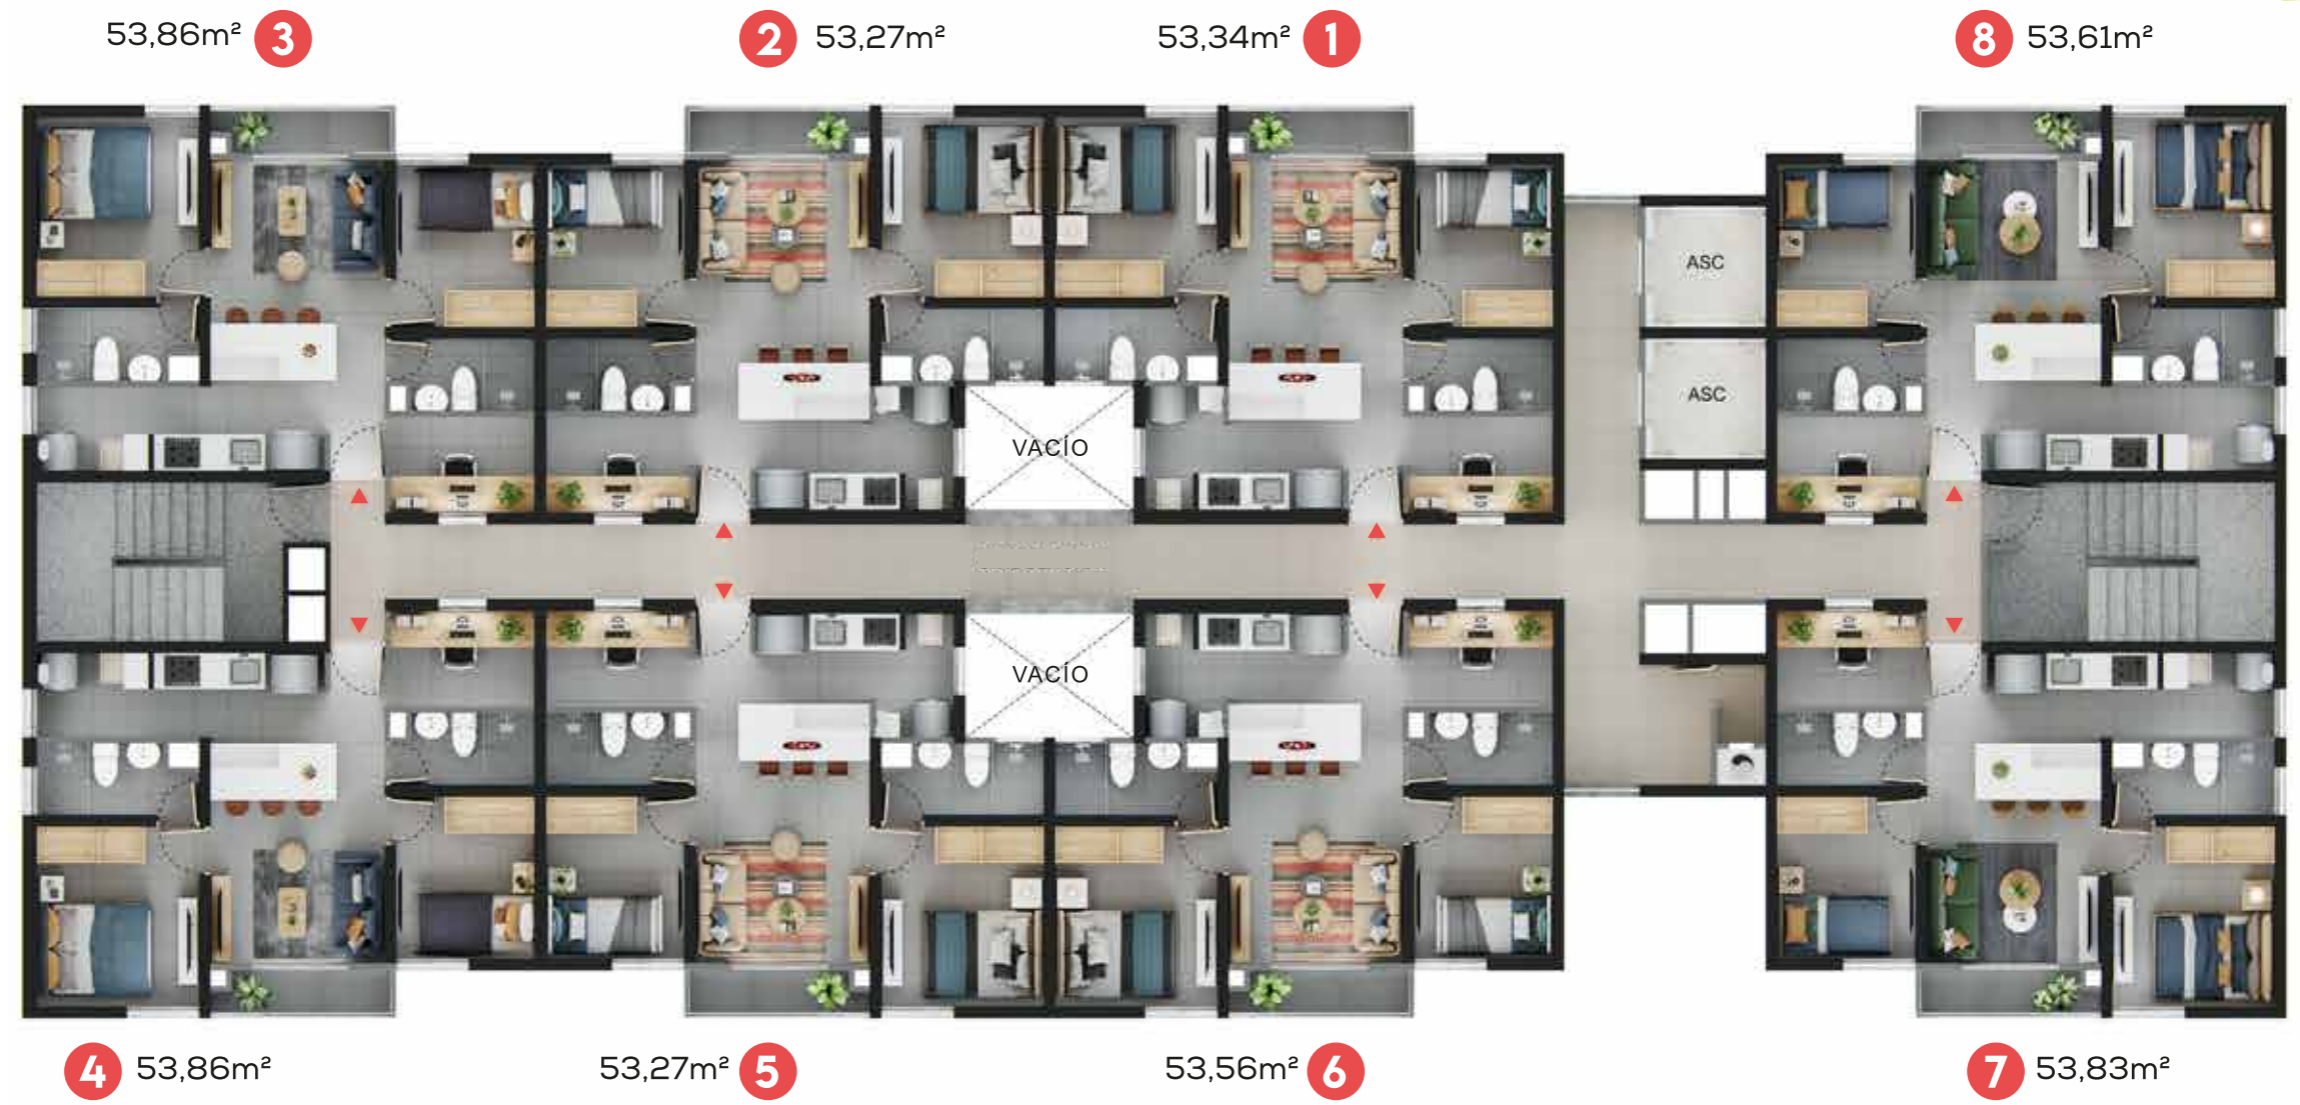 53,86m² 3
2 53,27m²
53,34m² 1
8 53,61m²
ASC
ASC
VACÍO
VACÍO
4 53,86m²
53,27m² 5
53,56m² 6
7 53,83m²